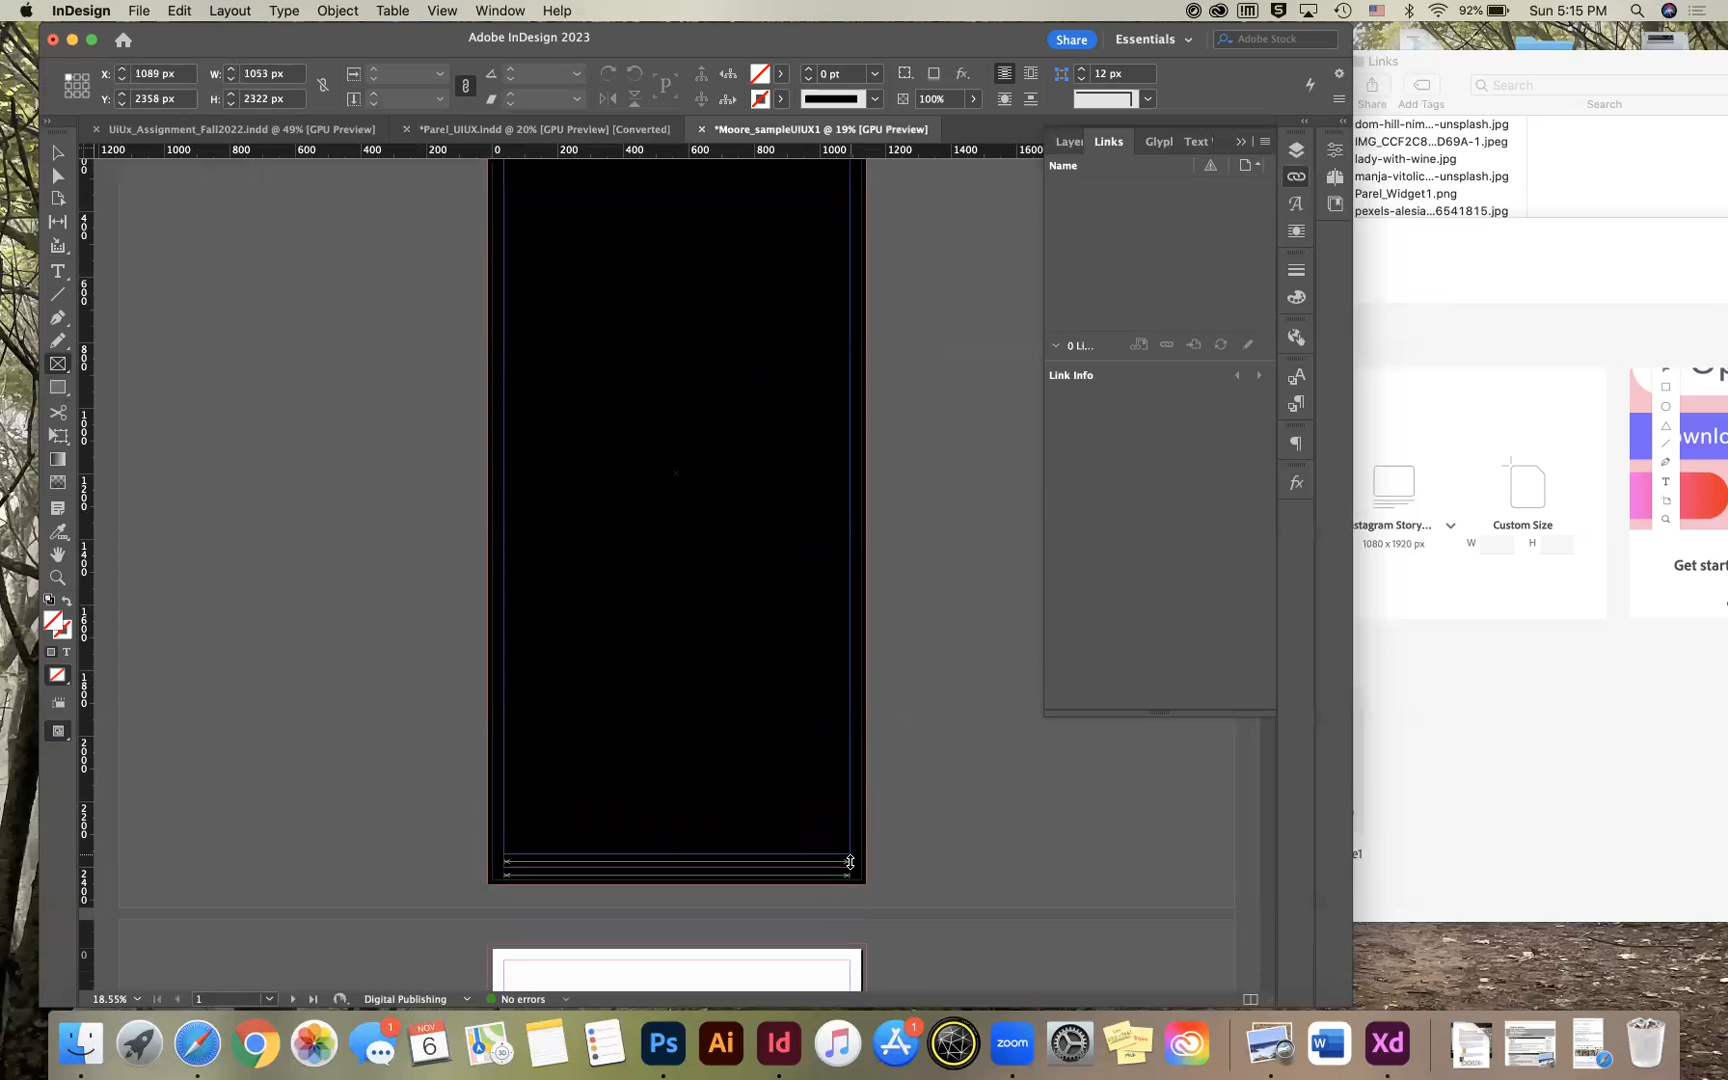 InDesign File Edit Layout Type Object Table View Window Help
92% Sun 5:15 PM
Adobe InDesign 2023
Share Essentials Adobe Stock
X: 1089 px W: 1053 px 0 pt 12 px
Y: 2358 px H: 2322 px 100%
UiUx_Assignment_Fall2022.indd @ 49% [GPU Preview] *Parel_UIUX.indd @ 20% [GPU Preview] [Converted] *Moore_sampleUIUX1 @ 19% [GPU Preview]
1200 1000 800 600 400 200 0 200 400 600 800 1000 1200 1400
Layer Links Glypl Text
Name
0 Li...
Link Info
Links
Share Add Tags Search
Search
dom-hill-nim...-unsplash.jpg
IMG_CCF2C8...D69A-1.jpeg
lady-with-wine.jpg
manja-vitolic...-unsplash.jpg
Parel_Widget1.png
pexels-alesia...6541815.jpg
ownlo
stagram Story... Custom Size
1080 x 1920 px W H
Get start
18.55% 1 Digital Publishing No errors
1
NOV
6
1
Ps Ai Id zoom W Xd